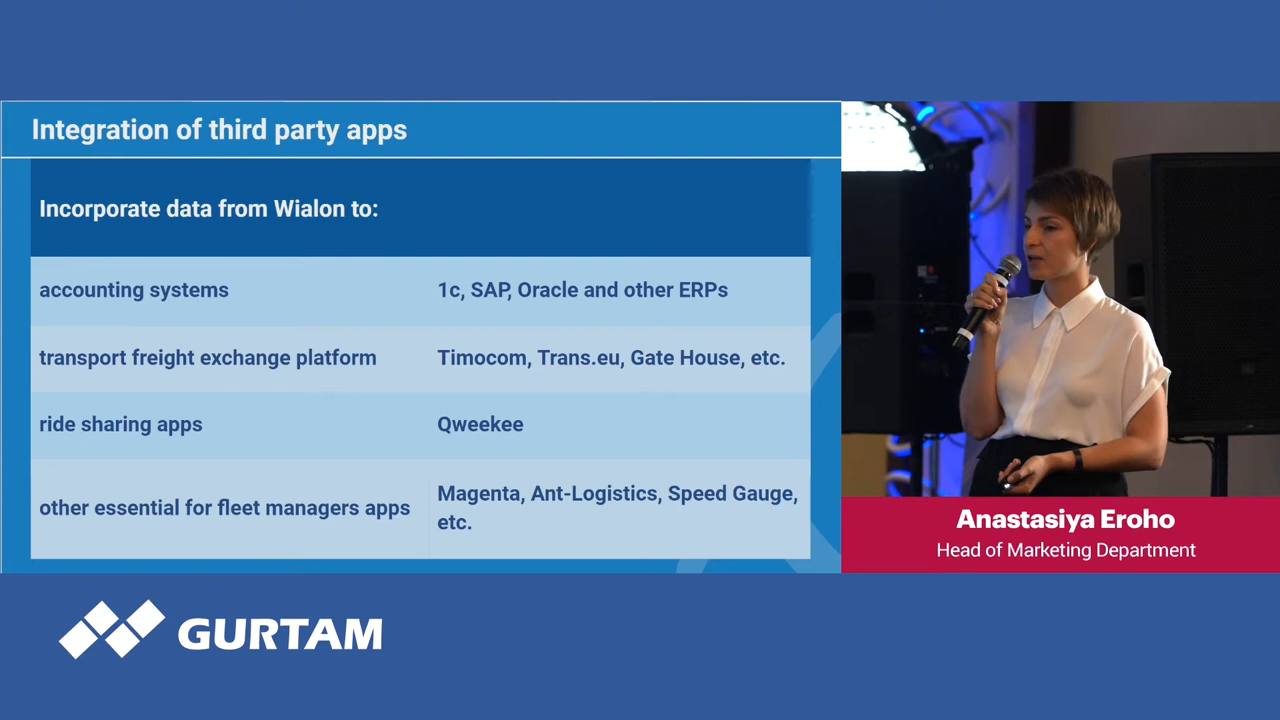 Integration of third party apps
Incorporate data from Wialon to:
accounting systems
1c, SAP, Oracle and other ERPs
transport freight exchange platform
Timocom, Trans.eu, Gate House, etc.
ride sharing apps
Qweekee
other essential for fleet managers apps
Magenta, Ant-Logistics, Speed Gauge,
etc.
Anastasiya Eroho
Head of Marketing Department
GURTAM